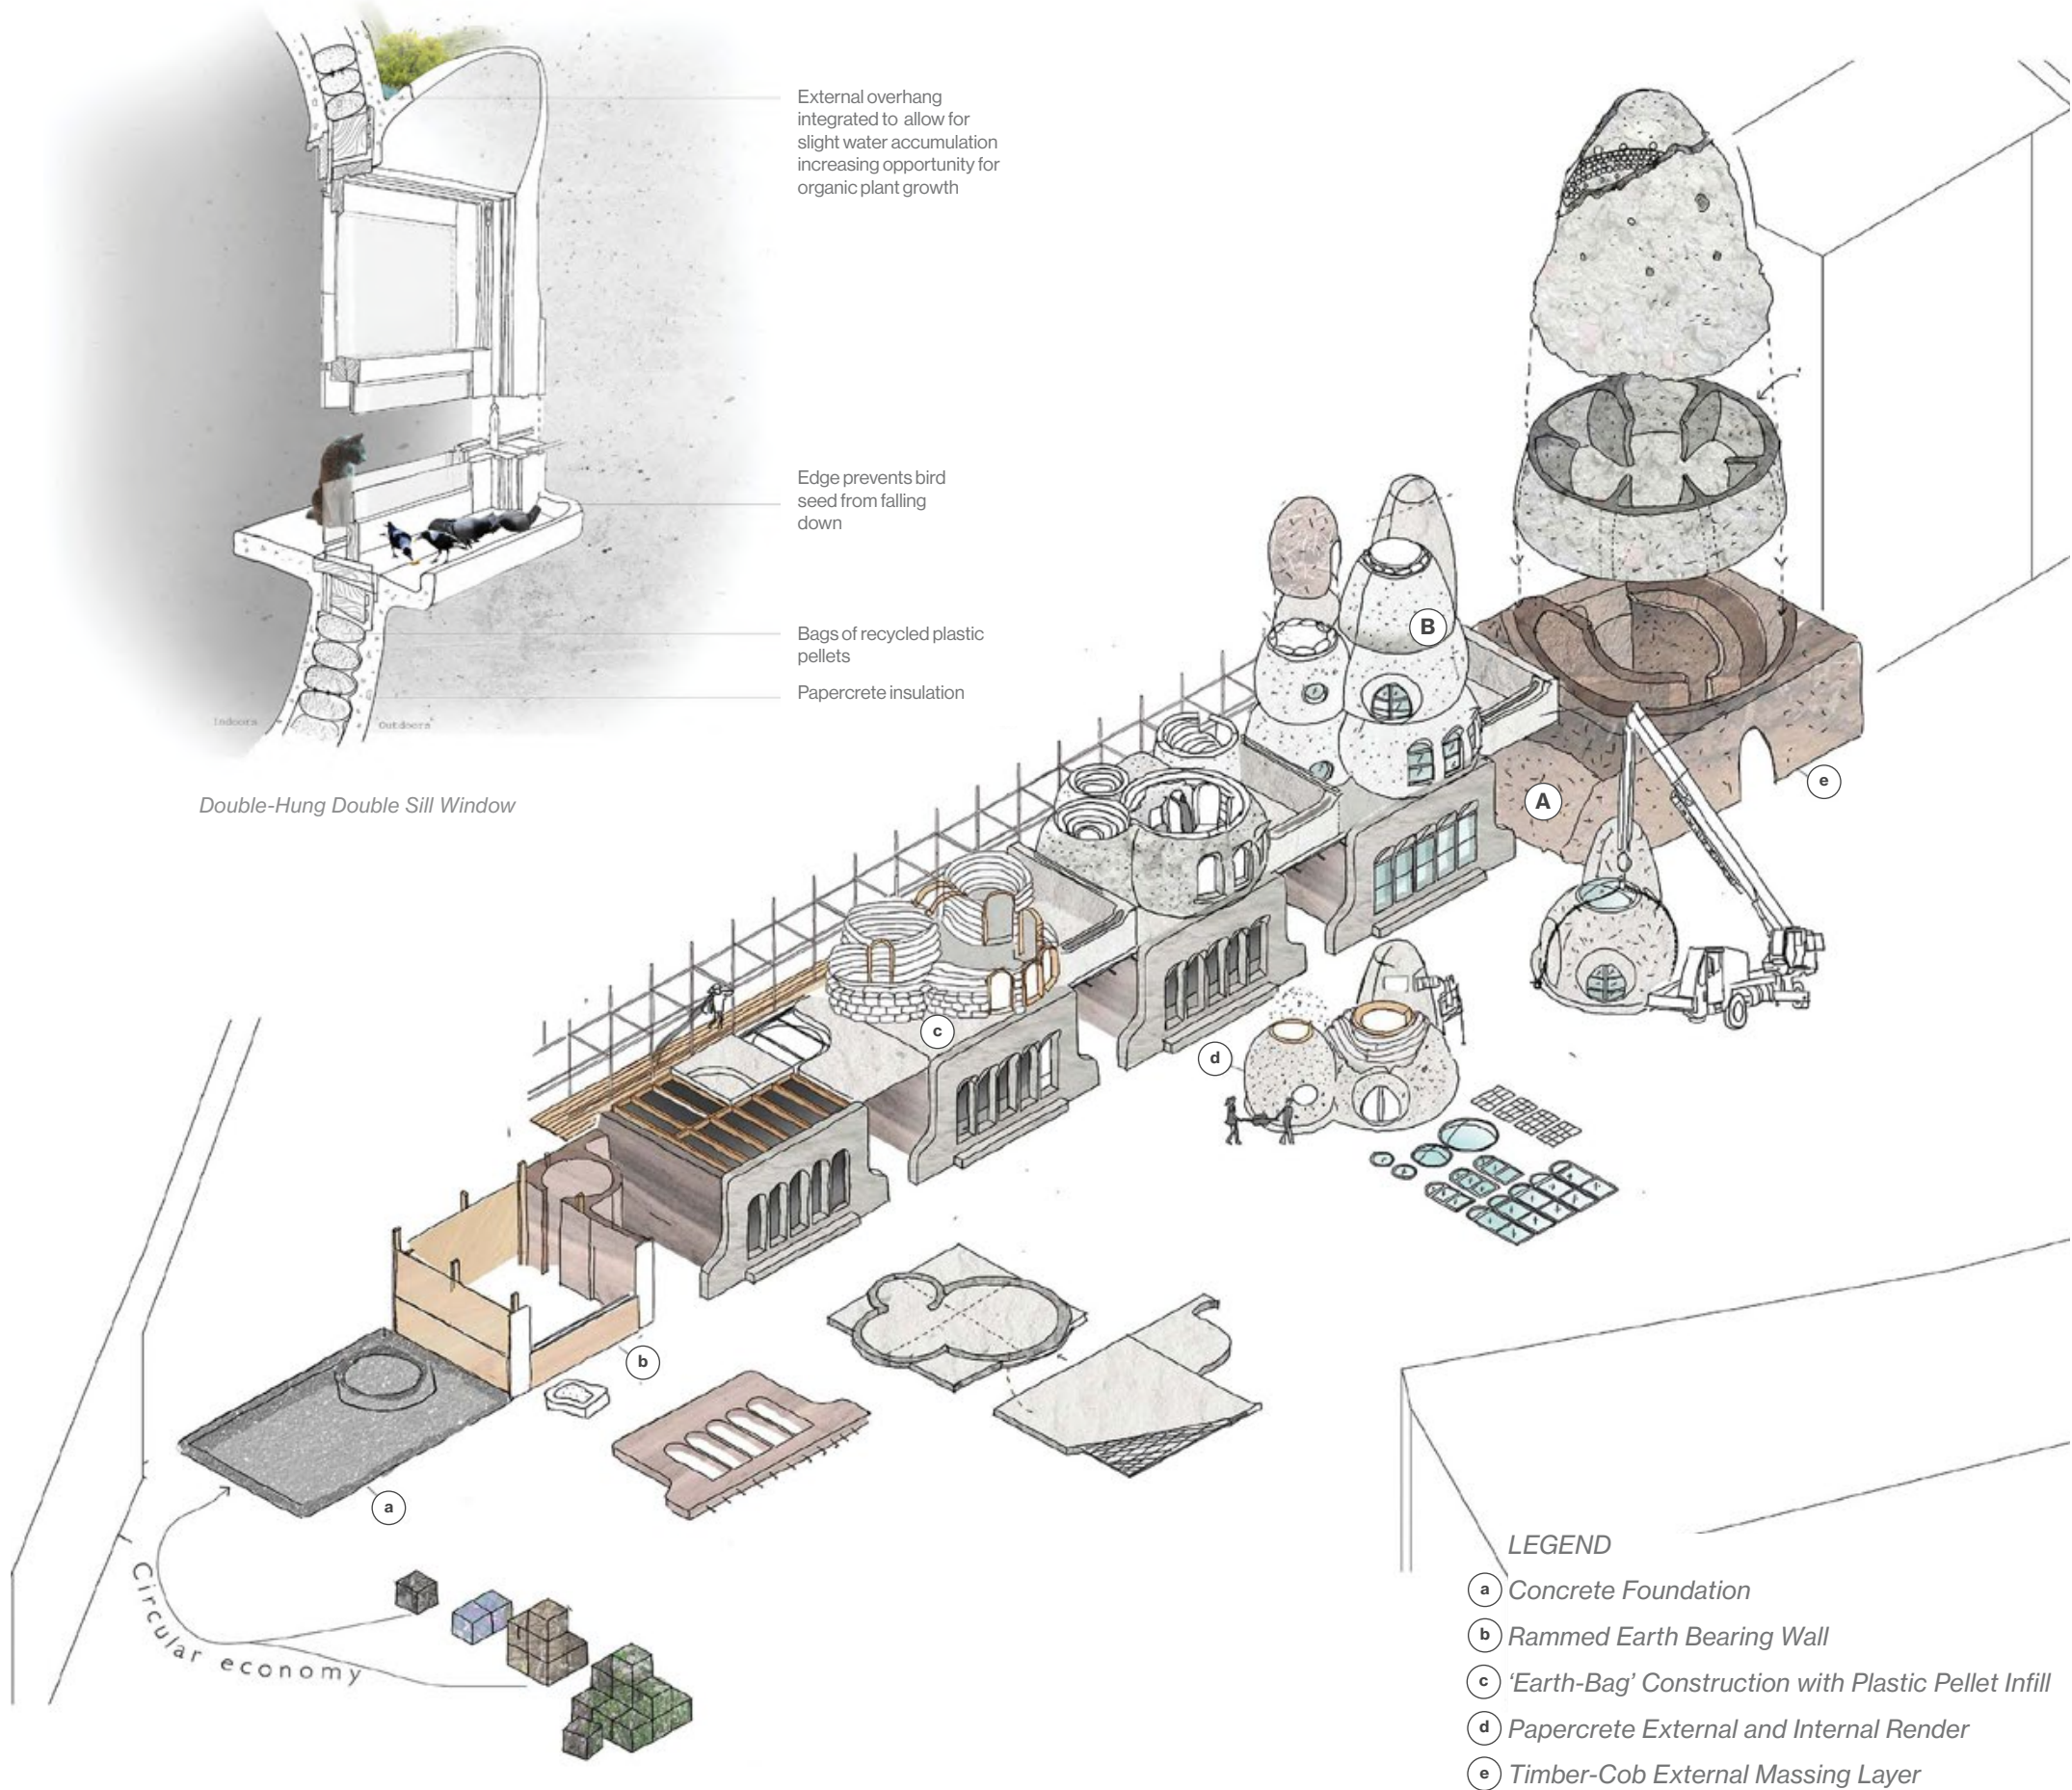 External overhang
integrated to allow for
slight water accumulation
increasing opportunity for
organic plant growth
Edge prevents bird
seed from falling
down
Bags of recycled plastic
pellets
Papercrete insulation
Indoors
Outdoors
Double-Hung Double Sill Window
B
A
e
c
d
b
a
Circular economy
LEGEND
a Concrete Foundation
b Rammed Earth Bearing Wall
c ‘Earth-Bag’ Construction with Plastic Pellet Infill
d Papercrete External and Internal Render
e Timber-Cob External Massing Layer